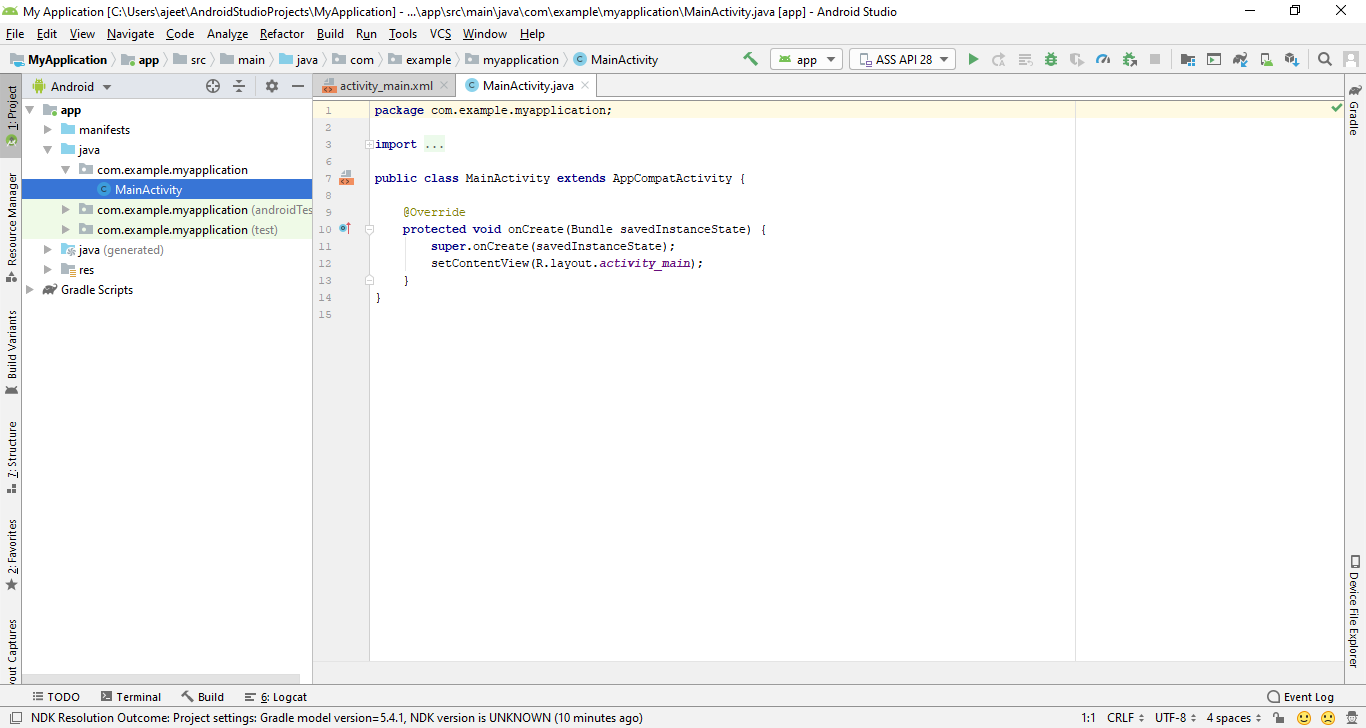 My Application [C:\Users\ajeet\AndroidStudioProjects\MyApplication] - ...\app\src\main\java\com\example\myapplication\MainActivity.java [app] - Android Studio
File Edit View Navigate Code Analyze Refactor Build Run Tools VCS Window Help
MyApplication app src main java com example myapplication MainActivity app ASS API 28
1: Project
Resource Manager
Build Variants
7: Structure
2: Favorites
out Captures
Android
app
manifests
java
com.example.myapplication
MainActivity
com.example.myapplication (androidTes
com.example.myapplication (test)
java (generated)
res
Gradle Scripts
activity_main.xml MainActivity.java
1 package com.example.myapplication;
2
3 import ...
6
7 public class MainActivity extends AppCompatActivity {
8
9 @Override
10 protected void onCreate(Bundle savedInstanceState) {
11 super.onCreate(savedInstanceState);
12 setContentView(R.layout.activity_main);
13 }
14 }
15
Gradle
Device File Explorer
TODO Terminal Build 6: Logcat Event Log
NDK Resolution Outcome: Project settings: Gradle model version=5.4.1, NDK version is UNKNOWN (10 minutes ago) 1:1 CRLF UTF-8 4 spaces